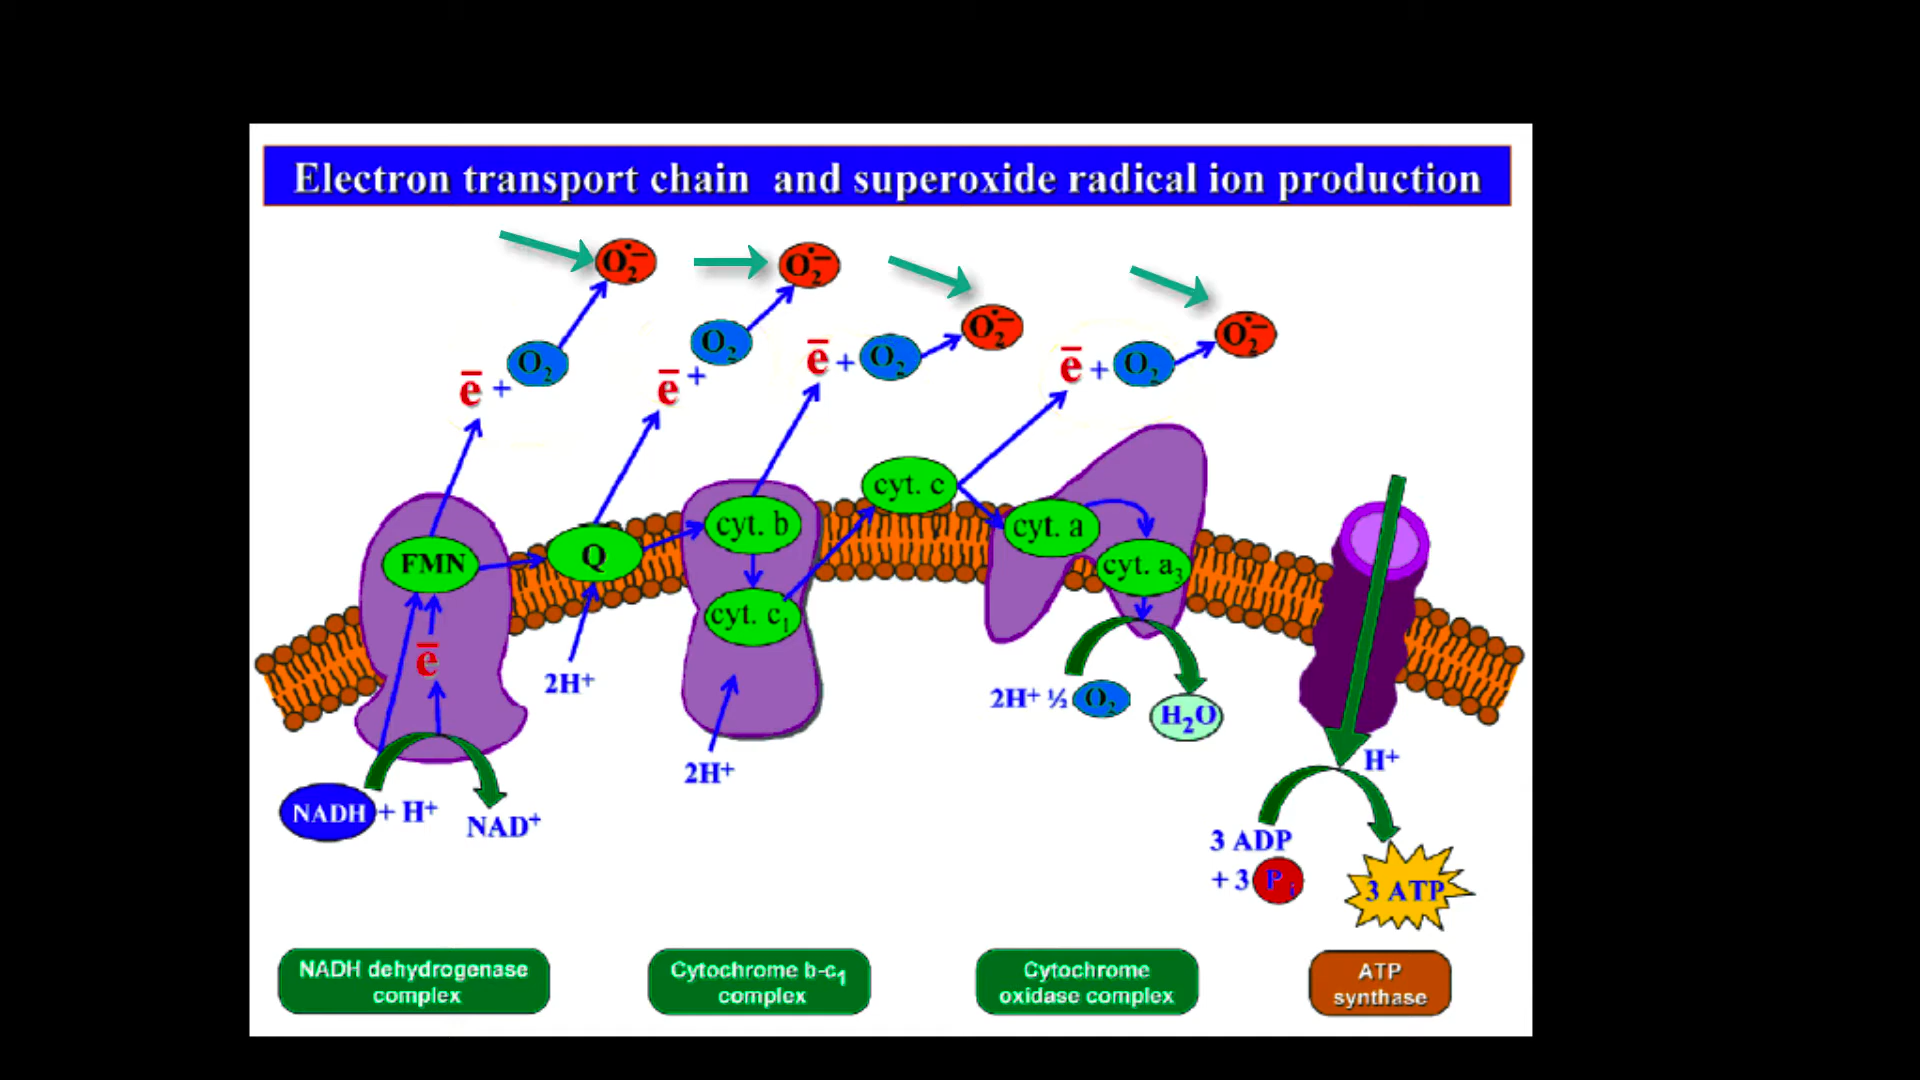 Electron transport chain and superoxide radical ion production
O₂•− O₂•− O₂•− O₂•−
e̅ + O₂
e̅ + O₂
e̅ + O₂
e̅ + O₂
FMN
Q
cyt. b
cyt. c₁
cyt. c
cyt. a
cyt. a₃
e̅
2H⁺
2H⁺
2H⁺ ½ O₂
H₂O
H⁺
NADH + H⁺
NAD⁺
3 ADP
+ 3 Pᵢ
3 ATP
NADH dehydrogenase
complex
Cytochrome b-c₁
complex
Cytochrome
oxidase complex
ATP
synthase